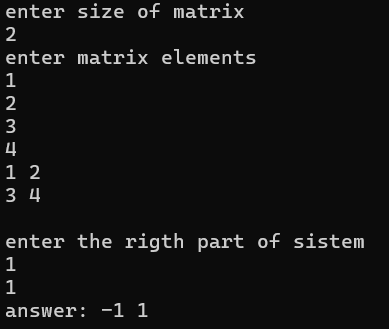 enter size of matrix
2
enter matrix elements
1
2
3
4
1 2
3 4
enter the rigth part of sistem
1
1
answer: -1 1